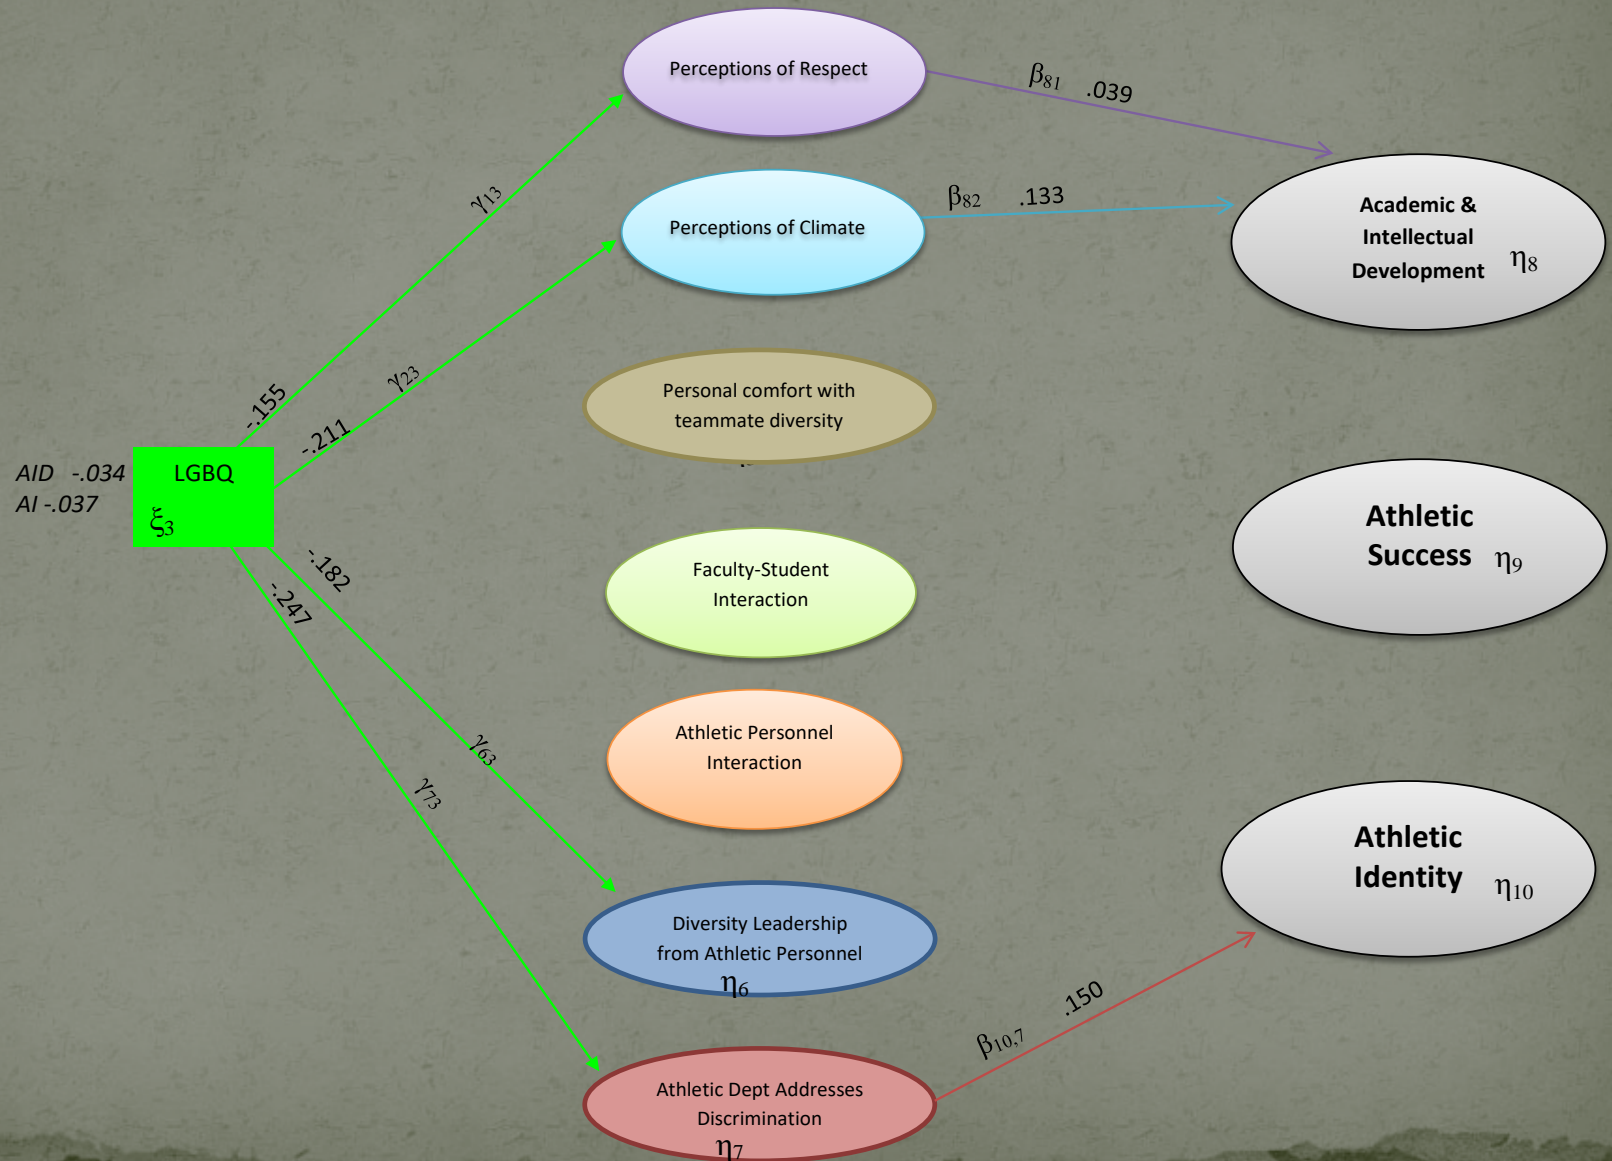 Perceptions of Respect
β81 .039
γ13
Perceptions of Climate
β82 .133
Academic &
Intellectual
Development η8
γ23
-.155
-.211
Personal comfort with
teammate diversity
AID -.034
AI -.037
LGBQ
ξ3
Athletic
Success η9
-.182
-.247
Faculty-Student
Interaction
Athletic Personnel
Interaction
γ63
γ73
Athletic
Identity η10
Diversity Leadership
from Athletic Personnel
η6
β10,7 .150
Athletic Dept Addresses
Discrimination
η7